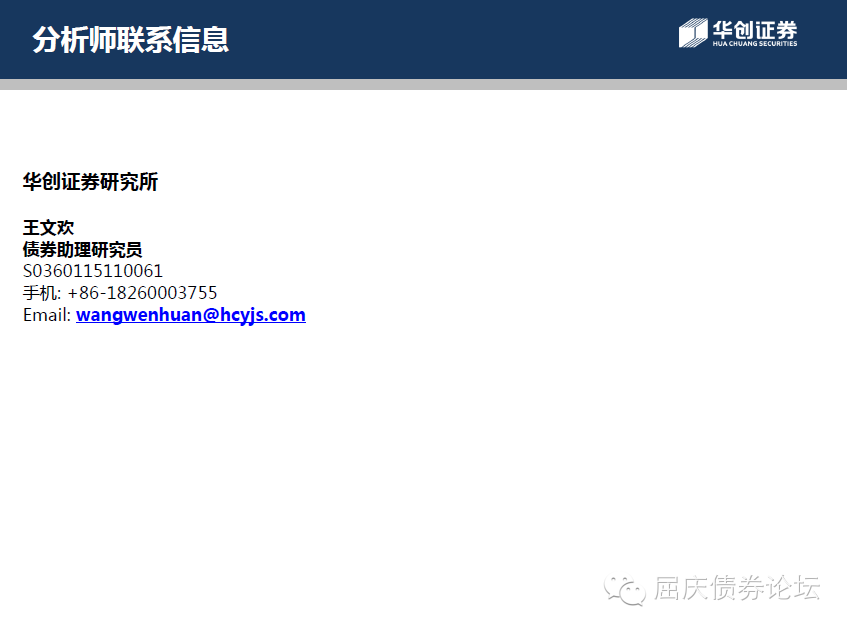 分析师联系信息
华创证券
HUA CHUANG SECURITIES
华创证券研究所
王文欢
债券助理研究员
S0360115110061
手机: +86-18260003755
Email: wangwenhuan@hcyjs.com
屈庆债券论坛